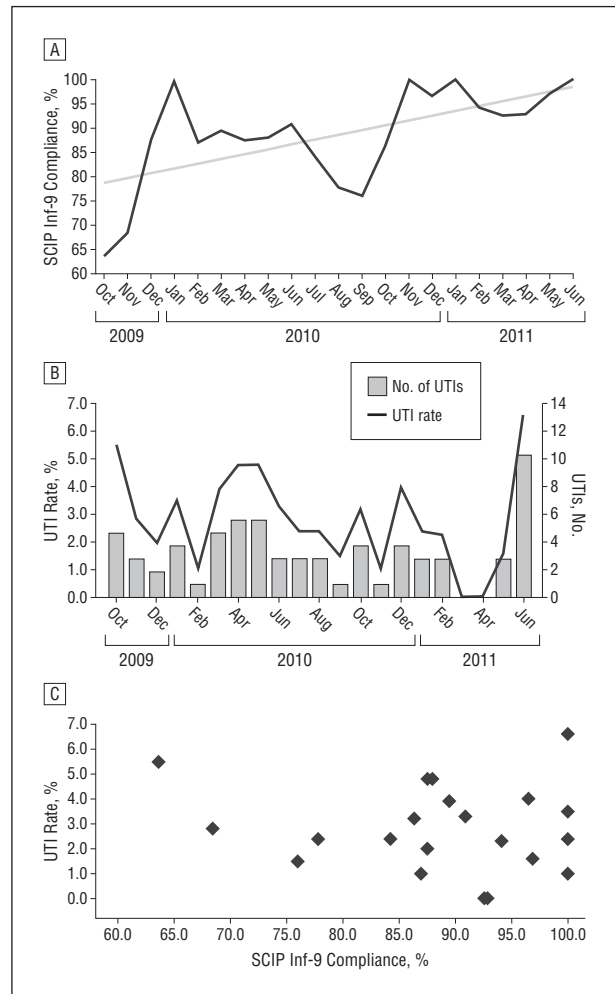 A
SCIP Inf-9 Compliance, %
100
95
90
85
80
75
70
65
60
Oct Nov Dec Jan Feb Mar Apr May Jun Jul Aug Sep Oct Nov Dec Jan Feb Mar Apr May Jun
2009 2010 2011
B
No. of UTIs
UTI rate
UTI Rate, %
7.0
6.0
5.0
4.0
3.0
2.0
1.0
0.0
14
12
10
8
6
4
2
0
UTIs, No.
Oct Dec Feb Apr Jun Aug Oct Dec Feb Apr Jun
2009 2010 2011
C
UTI Rate, %
7.0
6.0
5.0
4.0
3.0
2.0
1.0
0.0
60.0 65.0 70.0 75.0 80.0 85.0 90.0 95.0 100.0
SCIP Inf-9 Compliance, %